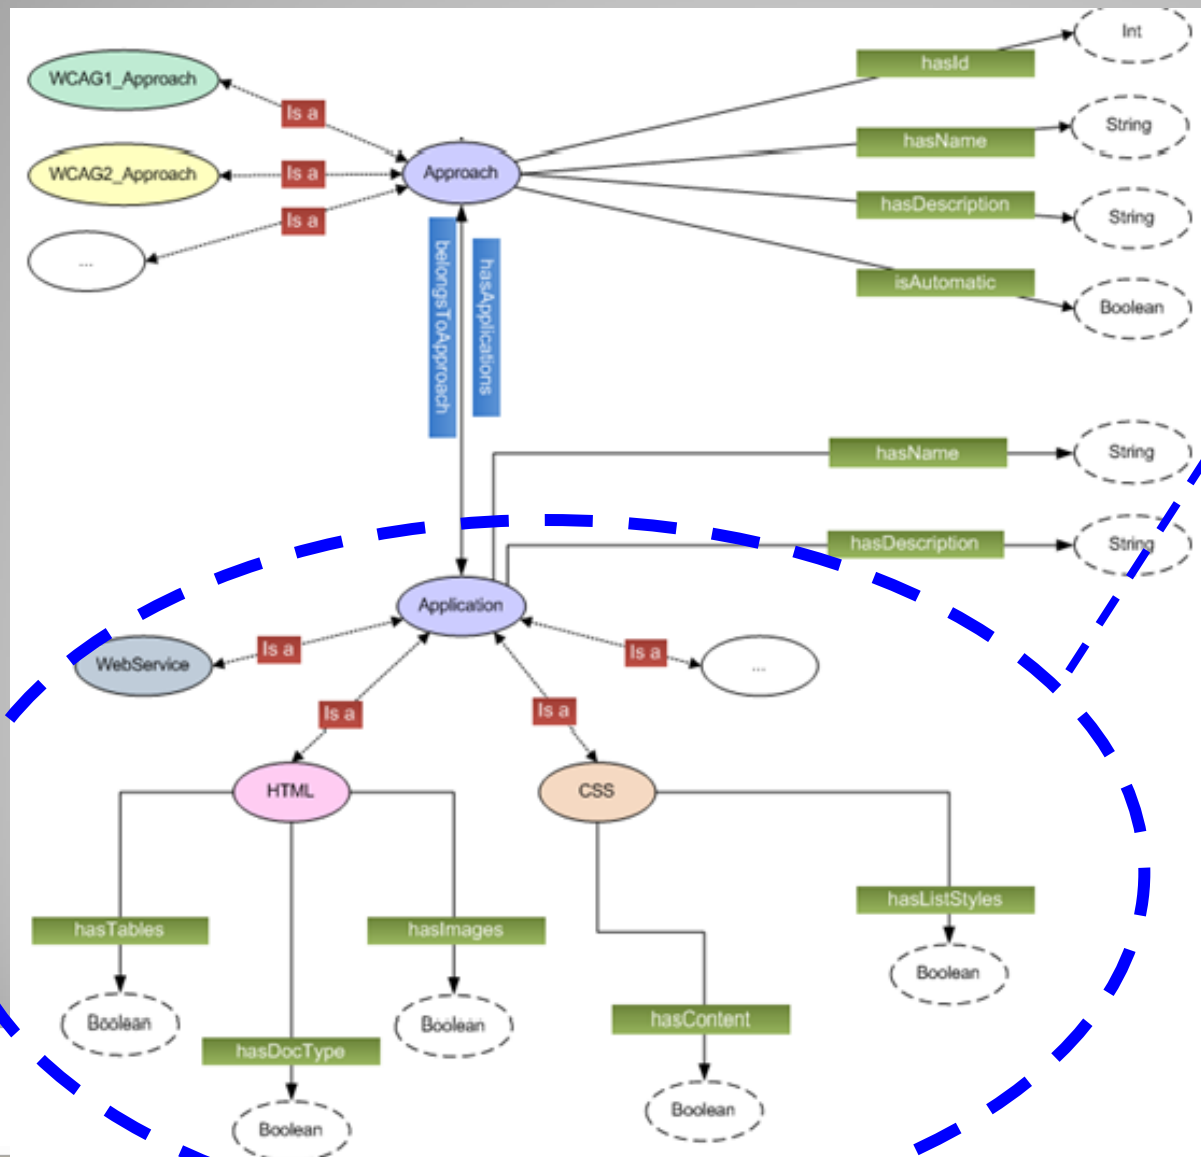 Int
WCAG1_Approach
hasId
Is a
String
hasName
WCAG2_Approach
Is a
Approach
hasDescription
String
Is a
...
isAutomatic
Boolean
belongsToApproach
hasApplications
hasName
String
hasDescription
String
Application
WebService
Is a
Is a
...
Is a
Is a
HTML
CSS
hasListStyles
hasTables
hasImages
Boolean
Boolean
Boolean
hasContent
hasDocType
Boolean
Boolean